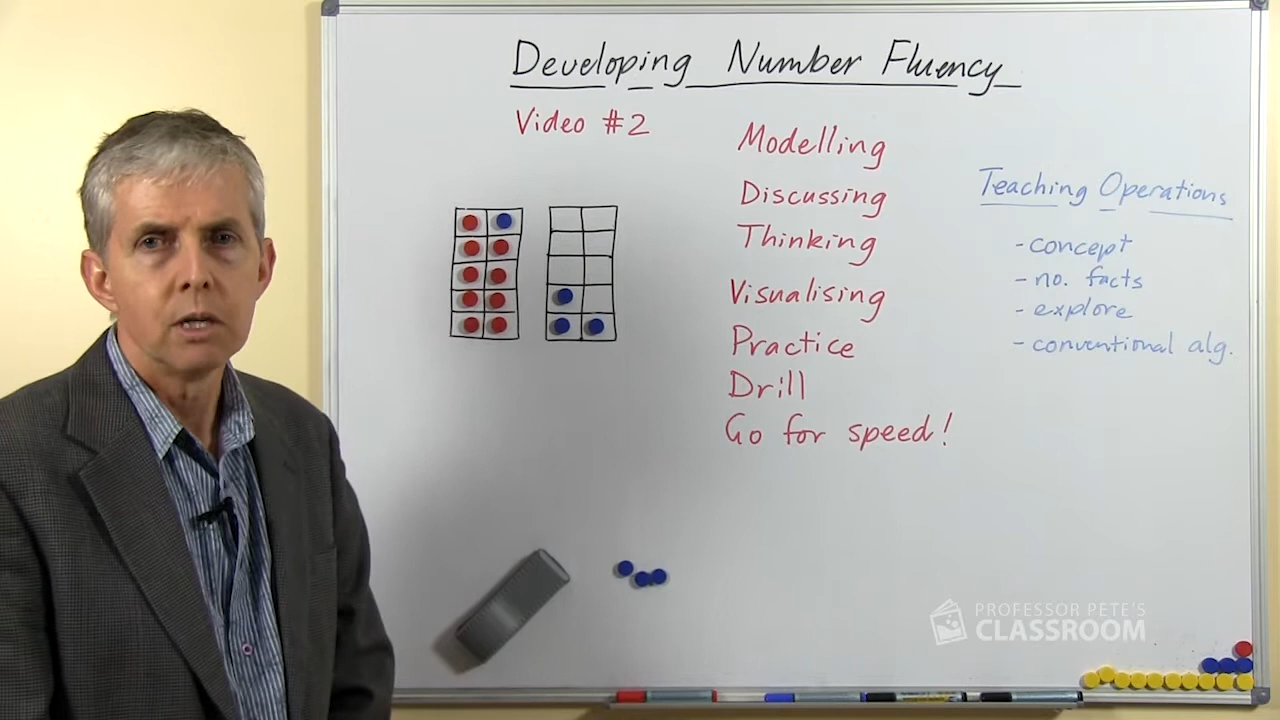 Developing Number Fluency
Video #2
Modelling
Discussing
Thinking
Visualising
Practice
Drill
Go for speed!
Teaching Operations
- concept
- no. facts
- explore
- conventional alg.
PROFESSOR PETE'S
CLASSROOM